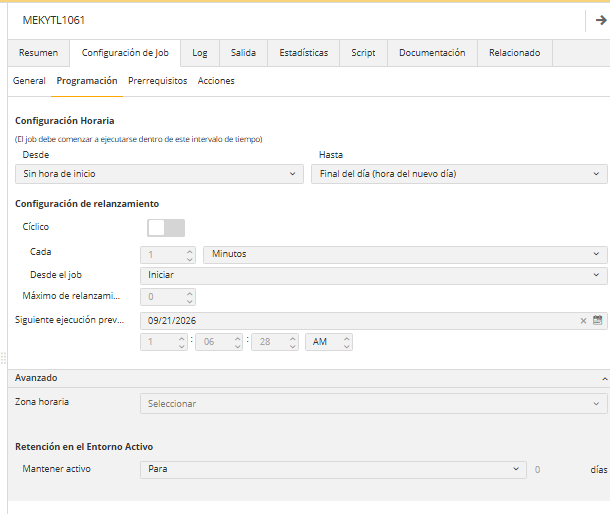 MEKYTL1061
Resumen Configuración de Job Log Salida Estadísticas Script Documentación Relacionado
General Programación Prerrequisitos Acciones
Configuración Horaria
(El job debe comenzar a ejecutarse dentro de este intervalo de tiempo)
Desde Hasta
Sin hora de inicio Final del día (hora del nuevo día)
Configuración de relanzamiento
Cíclico
Cada 1 Minutos
Desde el job Iniciar
Máximo de relanzami... 0
Siguiente ejecución prev... 09/21/2026
1 : 06 : 28 AM
Avanzado
Zona horaria Seleccionar
Retención en el Entorno Activo
Mantener activo Para 0 días